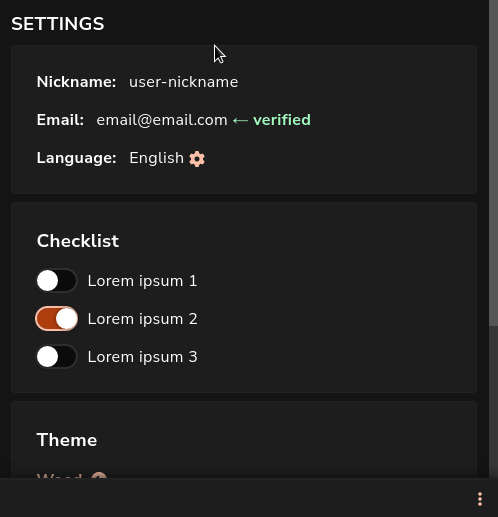 SETTINGS
Nickname: user-nickname
Email: email@email.com ← verified
Language: English
Checklist
Lorem ipsum 1
Lorem ipsum 2
Lorem ipsum 3
Theme